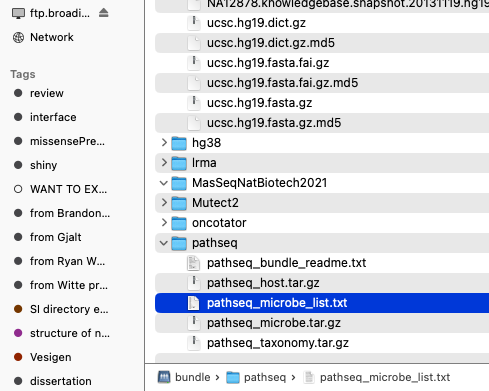 ftp.broadi...
Network
Tags
review
interface
missensePre...
shiny
WANT TO EX...
from Brandon...
from Gjalt
from Ryan W...
from Witte pr...
SI directory e...
structure of n...
Vesigen
dissertation
NA12878.knowledgebase.snapshot.20131119.hg19
ucsc.hg19.dict.gz
ucsc.hg19.dict.gz.md5
ucsc.hg19.fasta.fai.gz
ucsc.hg19.fasta.fai.gz.md5
ucsc.hg19.fasta.gz
ucsc.hg19.fasta.gz.md5
hg38
Irma
MasSeqNatBiotech2021
Mutect2
oncotator
pathseq
pathseq_bundle_readme.txt
pathseq_host.tar.gz
pathseq_microbe_list.txt
pathseq_microbe.tar.gz
pathseq_taxonomy.tar.gz
bundle › pathseq › pathseq_microbe_list.txt